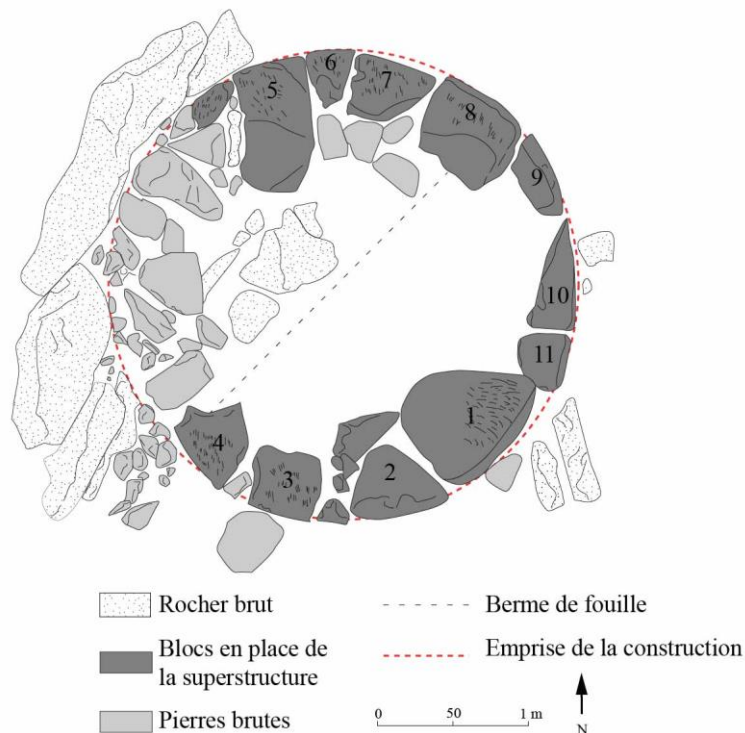 6
7
5
8
9
10
11
1
4
3
2
Rocher brut
Berme de fouille
Blocs en place de
la superstructure
Emprise de la construction
Pierres brutes
0 50 1 m
N